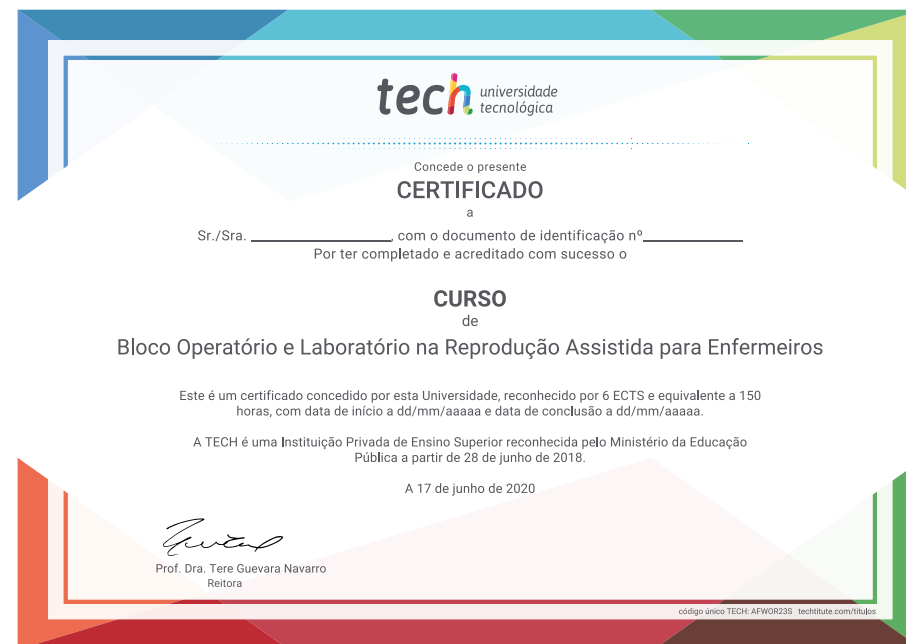 tech universidade
tecnológica
Concede o presente
CERTIFICADO
a
Sr./Sra. ____________________, com o documento de identificação nº______________
Por ter completado e acreditado com sucesso o
CURSO
de
Bloco Operatório e Laboratório na Reprodução Assistida para Enfermeiros
Este é um certificado concedido por esta Universidade, reconhecido por 6 ECTS e equivalente a 150
horas, com data de início a dd/mm/aaaaa e data de conclusão a dd/mm/aaaaa.
A TECH é uma Instituição Privada de Ensino Superior reconhecida pelo Ministério da Educação
Pública a partir de 28 de junho de 2018.
A 17 de junho de 2020
Prof. Dra. Tere Guevara Navarro
Reitora
código único TECH: AFWOR23S techtitute.com/titulos